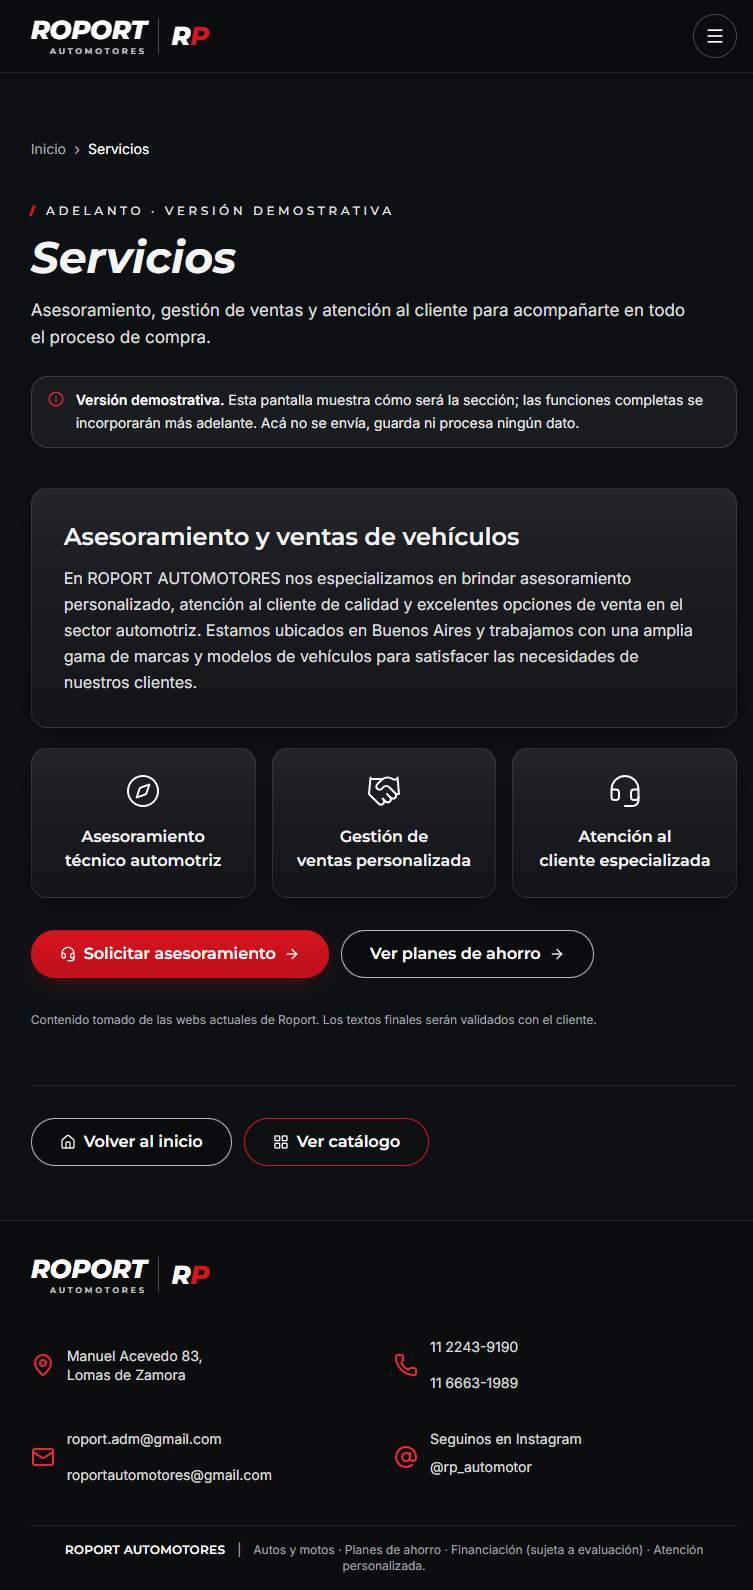 ROPORT
AUTOMOTORES
RP
Inicio › Servicios
ADELANTO · VERSIÓN DEMOSTRATIVA
Servicios
Asesoramiento, gestión de ventas y atención al cliente para acompañarte en todo
el proceso de compra.
Versión demostrativa. Esta pantalla muestra cómo será la sección; las funciones completas se
incorporarán más adelante. Acá no se envía, guarda ni procesa ningún dato.
Asesoramiento y ventas de vehículos
En ROPORT AUTOMOTORES nos especializamos en brindar asesoramiento
personalizado, atención al cliente de calidad y excelentes opciones de venta en el
sector automotriz. Estamos ubicados en Buenos Aires y trabajamos con una amplia
gama de marcas y modelos de vehículos para satisfacer las necesidades de
nuestros clientes.
Asesoramiento
técnico automotriz
Gestión de
ventas personalizada
Atención al
cliente especializada
Solicitar asesoramiento →
Ver planes de ahorro →
Contenido tomado de las webs actuales de Roport. Los textos finales serán validados con el cliente.
Volver al inicio
Ver catálogo
ROPORT
AUTOMOTORES
RP
Manuel Acevedo 83,
Lomas de Zamora
11 2243-9190
11 6663-1989
roport.adm@gmail.com
roportautomotores@gmail.com
Seguinos en Instagram
@rp_automotor
ROPORT AUTOMOTORES | Autos y motos · Planes de ahorro · Financiación (sujeta a evaluación) · Atención
personalizada.